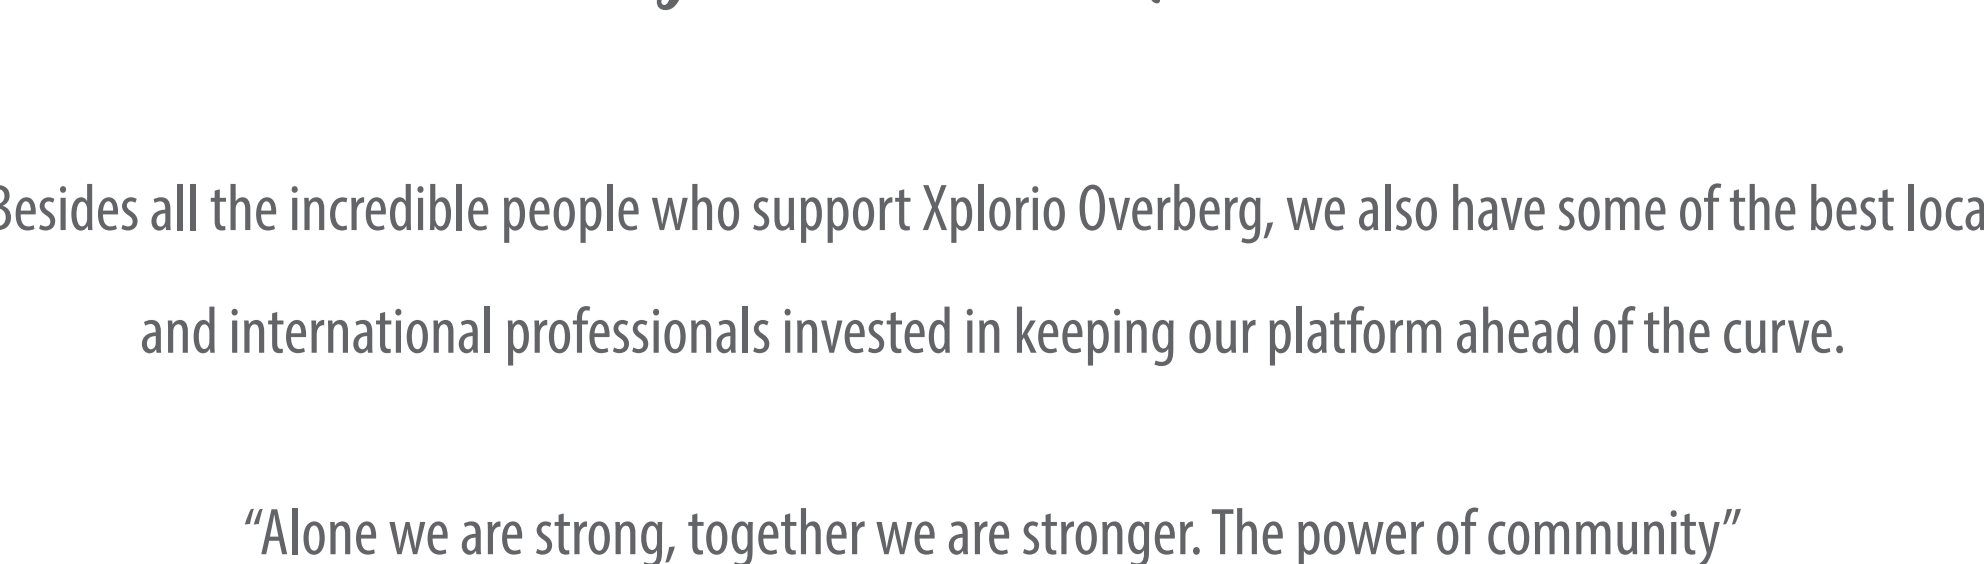 Besides all the incredible people who support Xplorio Overberg, we also have some of the best loca
and international professionals invested in keeping our platform ahead of the curve.
“Alone we are strong, together we are stronger. The power of community”